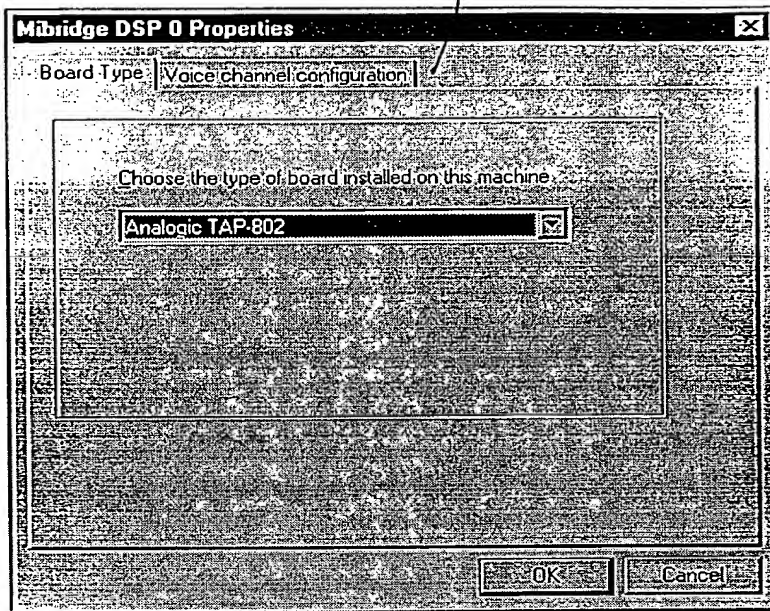 Mibridge DSP 0 Properties
Board Type
Voice channel configuration
Choose the type of board installed on this machine.
Analogic TAP-802
OK
Cancel